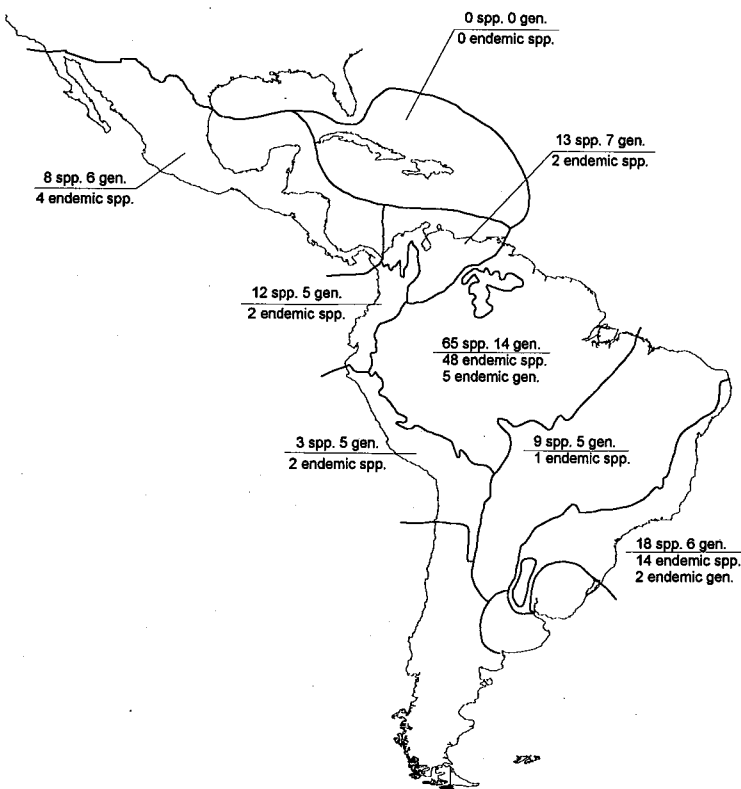 0 spp. 0 gen.
0 endemic spp.
13 spp. 7 gen.
2 endemic spp.
8 spp. 6 gen.
4 endemic spp.
12 spp. 5 gen.
2 endemic spp.
65 spp. 14 gen.
48 endemic spp.
5 endemic gen.
3 spp. 5 gen.
2 endemic spp.
9 spp. 5 gen.
1 endemic spp.
18 spp. 6 gen.
14 endemic spp.
2 endemic gen.